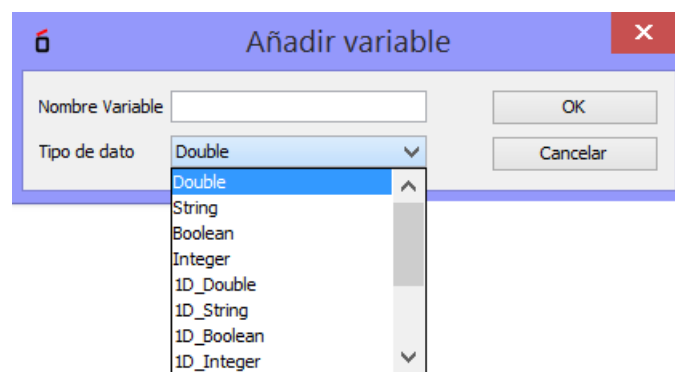 Añadir variable
Nombre Variable
OK
Tipo de dato Double
Cancelar
Double
String
Boolean
Integer
1D_Double
1D_String
1D_Boolean
1D_Integer